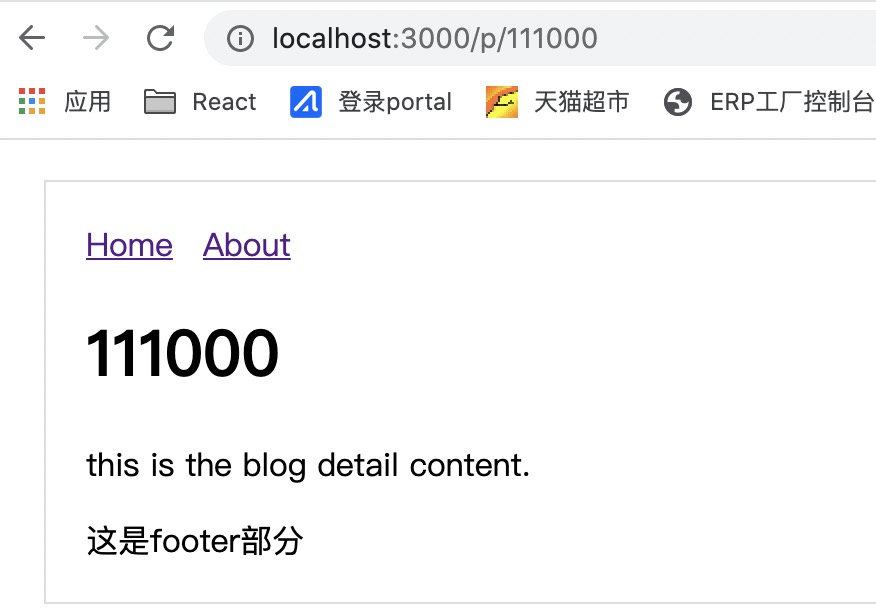 localhost:3000/p/111000
应用 React 登录portal 天猫超市 ERP工厂控制台
Home About
111000
this is the blog detail content.
这是footer部分